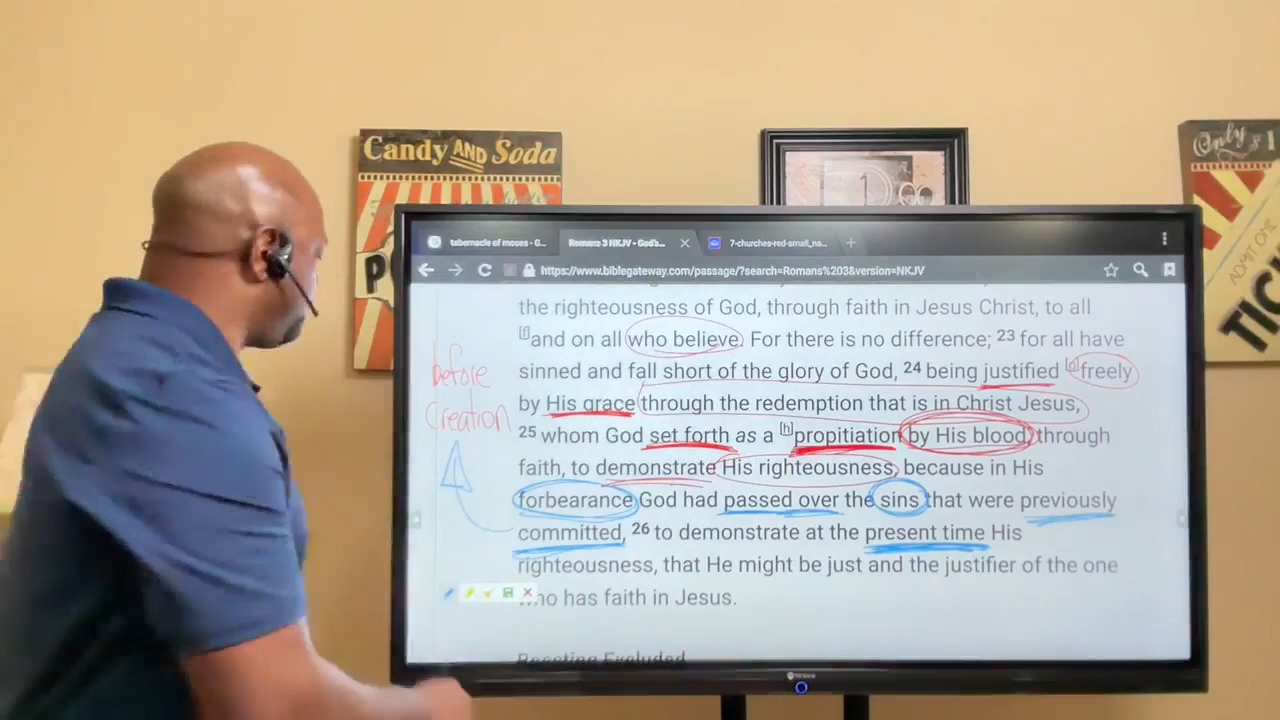 Candy AND Soda
Only $
ADMIT ONE
TIC
tabernacle of moses - G...
Romans 3 NKJV - God's...
7-churches-red-small_no...
https://www.biblegateway.com/passage/?search=Romans%203&version=NKJV
the righteousness of God, through faith in Jesus Christ, to all
[f]and on all who believe. For there is no difference; 23 for all have
sinned and fall short of the glory of God, 24 being justified [g]freely
by His grace through the redemption that is in Christ Jesus,
25 whom God set forth as a [h]propitiation by His blood, through
faith, to demonstrate His righteousness, because in His
forbearance God had passed over the sins that were previously
committed, 26 to demonstrate at the present time His
righteousness, that He might be just and the justifier of the one
who has faith in Jesus.
Boasting Excluded
before
Creation